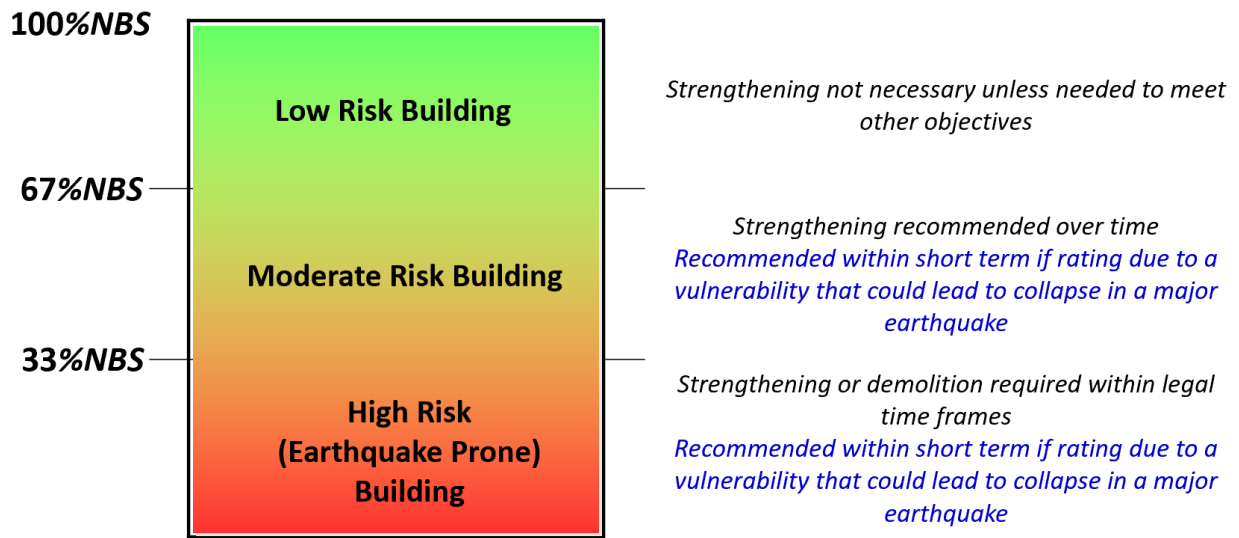 100%NBS
Low Risk Building
Strengthening not necessary unless needed to meet
other objectives
67%NBS
Strengthening recommended over time
Recommended within short term if rating due to a
vulnerability that could lead to collapse in a major
earthquake
Moderate Risk Building
33%NBS
Strengthening or demolition required within legal
time frames
Recommended within short term if rating due to a
vulnerability that could lead to collapse in a major
earthquake
High Risk
(Earthquake Prone)
Building